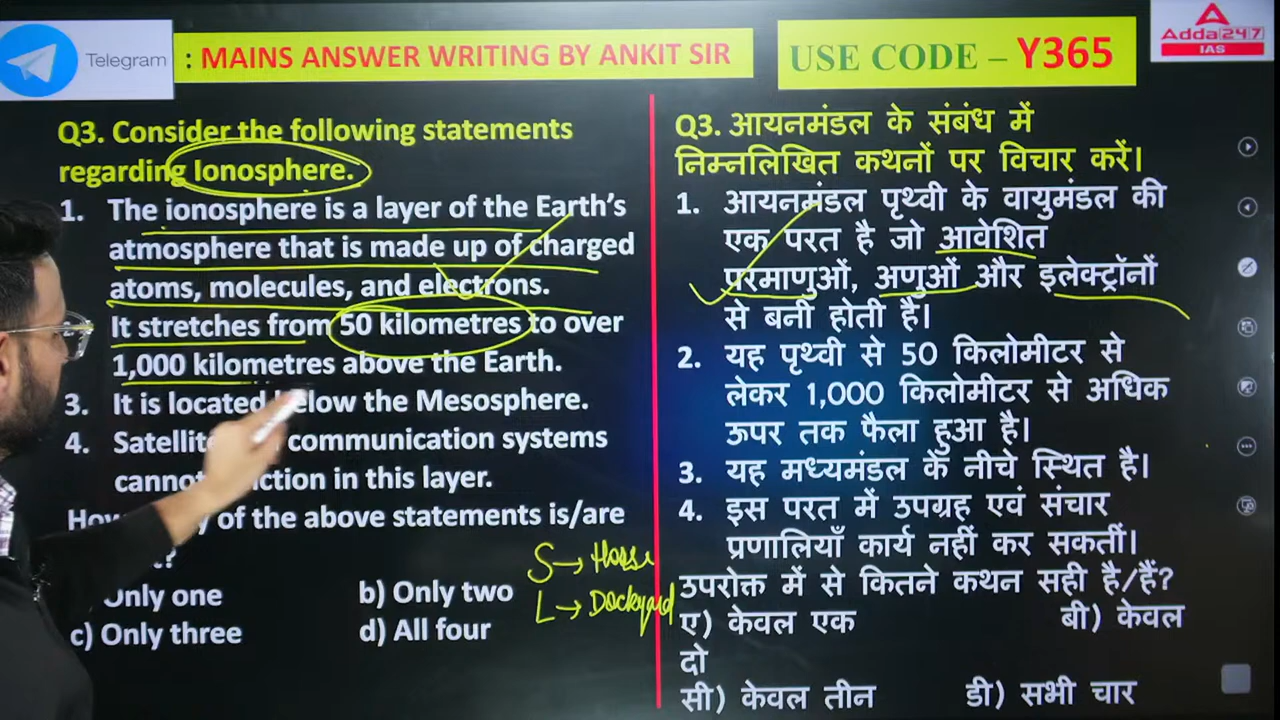 Telegram
: MAINS ANSWER WRITING BY ANKIT SIR
USE CODE – Y365
Adda247
IAS
Q3. Consider the following statements
regarding Ionosphere.
1. The ionosphere is a layer of the Earth's
atmosphere that is made up of charged
atoms, molecules, and electrons.
It stretches from 50 kilometres to over
1,000 kilometres above the Earth.
3. It is located below the Mesosphere.
4. communication systems
in this layer.
of the above statements is/are
Only one b) Only two
c) Only three d) All four
S → Horse
L → Dockyard
Q3. आयनमंडल के संबंध में
निम्नलिखित कथनों पर विचार करें।
1. आयनमंडल पृथ्वी के वायुमंडल की
एक परत है जो आवेशित
परमाणुओं, अणुओं और इलेक्ट्रॉनों
से बनी होती है।
2. यह पृथ्वी से 50 किलोमीटर से
लेकर 1,000 किलोमीटर से अधिक
ऊपर तक फैला हुआ है।
3. यह मध्यमंडल के नीचे स्थित है।
4. इस परत में उपग्रह एवं संचार
प्रणालियाँ कार्य नहीं कर सकतीं।
उपरोक्त में से कितने कथन सही है/हैं?
ए) केवल एक बी) केवल
दो
सी) केवल तीन डी) सभी चार